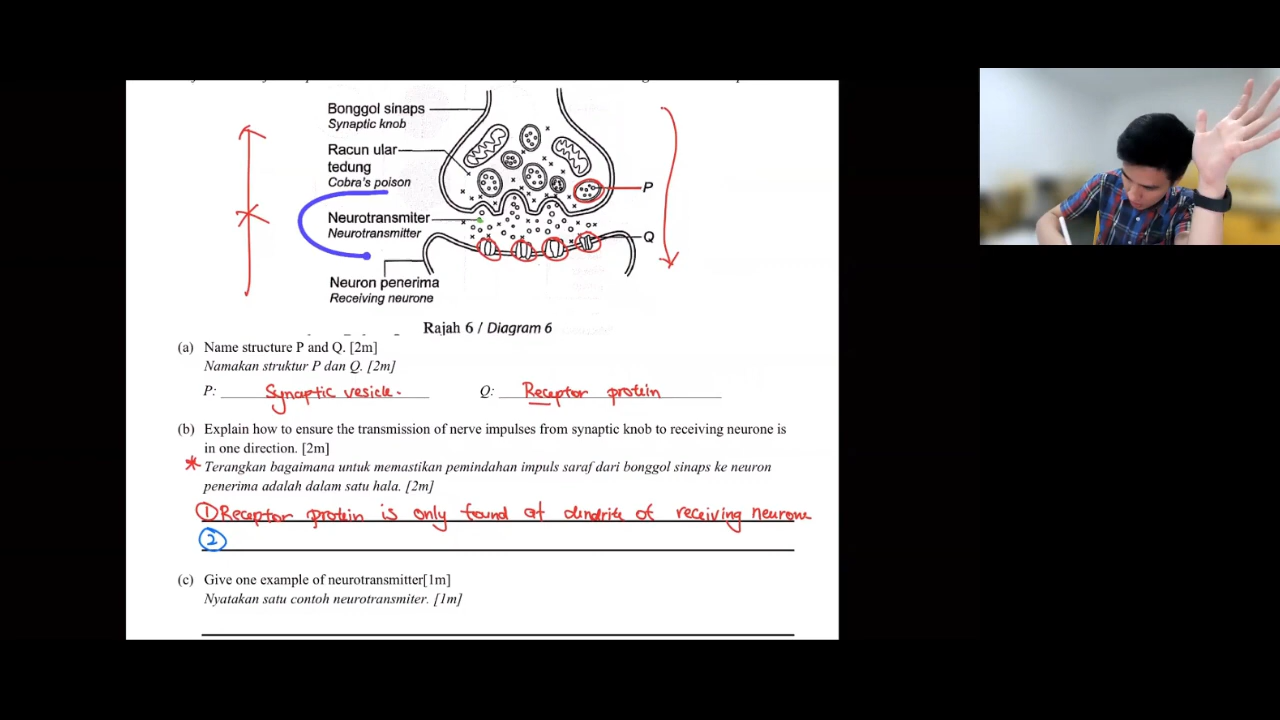 Bonggol sinaps
Synaptic knob
Racun ular
tedung
Cobra's poison
P
Neurotransmiter
Neurotransmitter
Q
Neuron penerima
Receiving neurone
Rajah 6 / Diagram 6
(a) Name structure P and Q. [2m]
Namakan struktur P dan Q. [2m]
P: Synaptic vesicle. Q: Receptor protein
(b) Explain how to ensure the transmission of nerve impulses from synaptic knob to receiving neurone is
in one direction. [2m]
* Terangkan bagaimana untuk memastikan pemindahan impuls saraf dari bonggol sinaps ke neuron
penerima adalah dalam satu hala. [2m]
① Receptor protein is only found at dendrite of receiving neurone
②
(c) Give one example of neurotransmitter[1m]
Nyatakan satu contoh neurotransmiter. [1m]